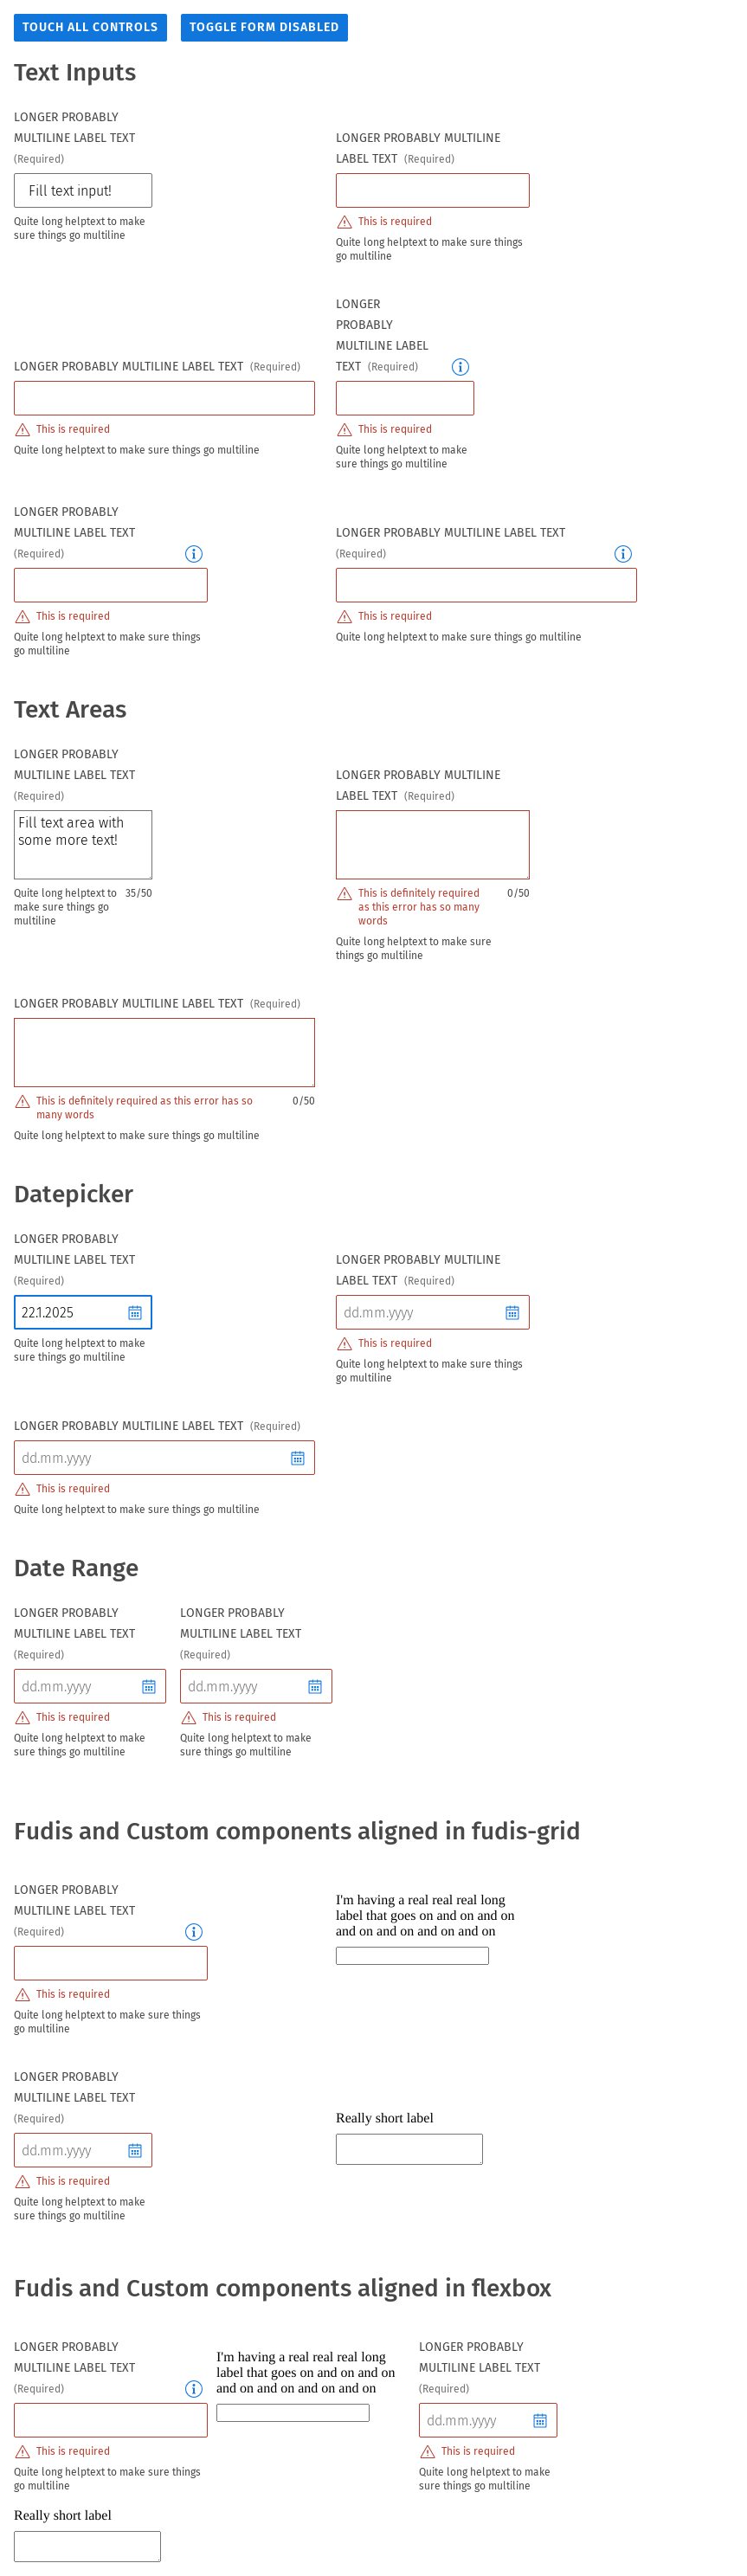 TOUCH ALL CONTROLS
TOGGLE FORM DISABLED
Text Inputs
LONGER PROBABLY
MULTILINE LABEL TEXT
(Required)
Fill text input!
Quite long helptext to make
sure things go multiline
LONGER PROBABLY MULTILINE
LABEL TEXT (Required)
This is required
Quite long helptext to make sure things
go multiline
LONGER PROBABLY MULTILINE LABEL TEXT (Required)
This is required
Quite long helptext to make sure things go multiline
LONGER
PROBABLY
MULTILINE LABEL
TEXT (Required)
This is required
Quite long helptext to make
sure things go multiline
LONGER PROBABLY
MULTILINE LABEL TEXT
(Required)
This is required
Quite long helptext to make sure things
go multiline
LONGER PROBABLY MULTILINE LABEL TEXT
(Required)
This is required
Quite long helptext to make sure things go multiline
Text Areas
LONGER PROBABLY
MULTILINE LABEL TEXT
(Required)
Fill text area with
some more text!
Quite long helptext to 35/50
make sure things go
multiline
LONGER PROBABLY MULTILINE
LABEL TEXT (Required)
This is definitely required 0/50
as this error has so many
words
Quite long helptext to make sure
things go multiline
LONGER PROBABLY MULTILINE LABEL TEXT (Required)
This is definitely required as this error has so 0/50
many words
Quite long helptext to make sure things go multiline
Datepicker
LONGER PROBABLY
MULTILINE LABEL TEXT
(Required)
22.1.2025
Quite long helptext to make
sure things go multiline
LONGER PROBABLY MULTILINE
LABEL TEXT (Required)
dd.mm.yyyy
This is required
Quite long helptext to make sure things
go multiline
LONGER PROBABLY MULTILINE LABEL TEXT (Required)
dd.mm.yyyy
This is required
Quite long helptext to make sure things go multiline
Date Range
LONGER PROBABLY
MULTILINE LABEL TEXT
(Required)
dd.mm.yyyy
This is required
Quite long helptext to make
sure things go multiline
LONGER PROBABLY
MULTILINE LABEL TEXT
(Required)
dd.mm.yyyy
This is required
Quite long helptext to make
sure things go multiline
Fudis and Custom components aligned in fudis-grid
LONGER PROBABLY
MULTILINE LABEL TEXT
(Required)
This is required
Quite long helptext to make sure things
go multiline
I'm having a real real real long
label that goes on and on and on
and on and on and on and on
LONGER PROBABLY
MULTILINE LABEL TEXT
(Required)
dd.mm.yyyy
This is required
Quite long helptext to make
sure things go multiline
Really short label
Fudis and Custom components aligned in flexbox
LONGER PROBABLY
MULTILINE LABEL TEXT
(Required)
This is required
Quite long helptext to make sure things
go multiline
I'm having a real real real long
label that goes on and on and on
and on and on and on and on
LONGER PROBABLY
MULTILINE LABEL TEXT
(Required)
dd.mm.yyyy
This is required
Quite long helptext to make
sure things go multiline
Really short label